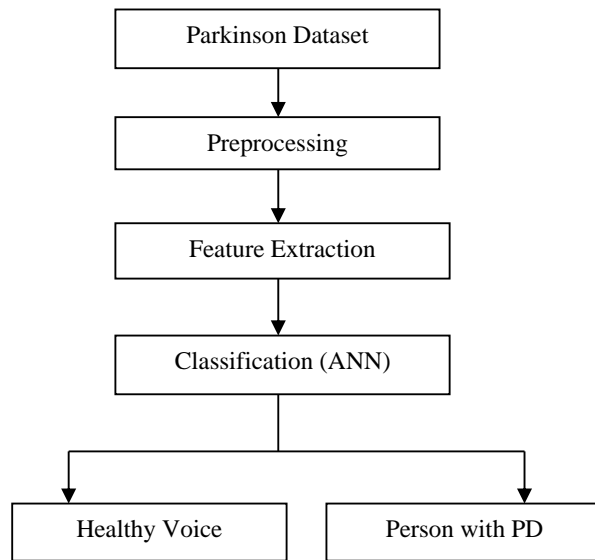 Parkinson Dataset
Preprocessing
Feature Extraction
Classification (ANN)
Healthy Voice
Person with PD